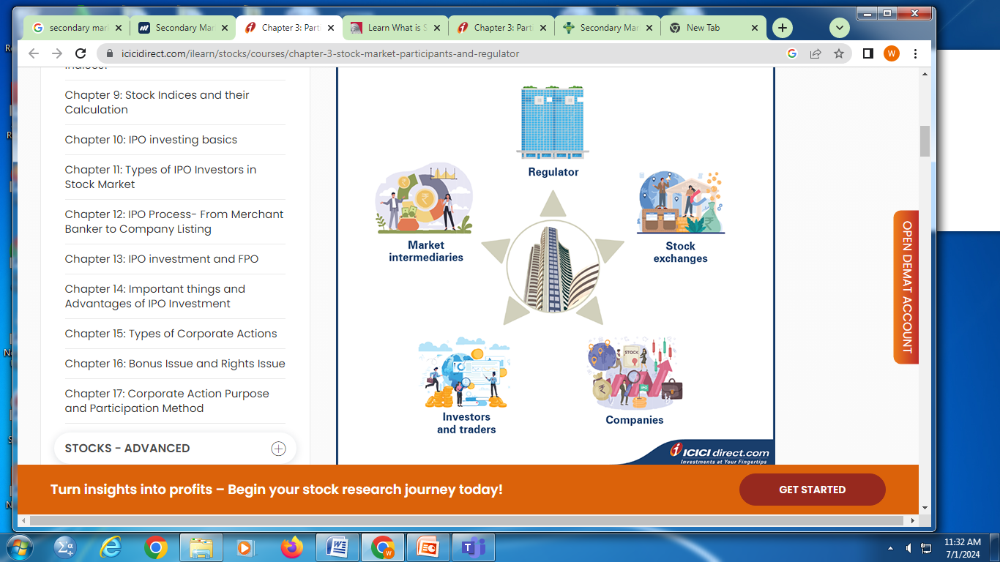 secondary mar
Secondary Mar
Chapter 3: Part
Learn What is S
Chapter 3: Part
Secondary Mar
New Tab
icicidirect.com/ilearn/stocks/courses/chapter-3-stock-market-participants-and-regulator
W
Chapter 9: Stock Indices and their
Calculation
Chapter 10: IPO investing basics
Chapter 11: Types of IPO Investors in
Stock Market
Chapter 12: IPO Process- From Merchant
Banker to Company Listing
Chapter 13: IPO investment and FPO
Chapter 14: Important things and
Advantages of IPO Investment
Chapter 15: Types of Corporate Actions
Chapter 16: Bonus Issue and Rights Issue
Chapter 17: Corporate Action Purpose
and Participation Method
STOCKS - ADVANCED
Regulator
Market
intermediaries
Stock
exchanges
Investors
and traders
STOCK
IPO
Companies
ICICI direct.com
Investments at Your Fingertips
OPEN DEMAT ACCOUNT
Turn insights into profits – Begin your stock research journey today!
GET STARTED
11:32 AM
7/1/2024